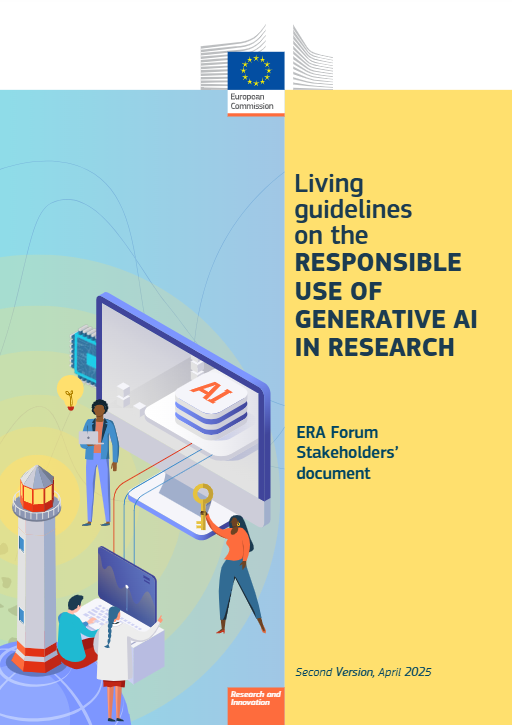 European
Commission
Living
guidelines
on the
RESPONSIBLE
USE OF
GENERATIVE AI
IN RESEARCH
AI
ERA Forum
Stakeholders’
document
Second Version, April 2025
Research and
Innovation